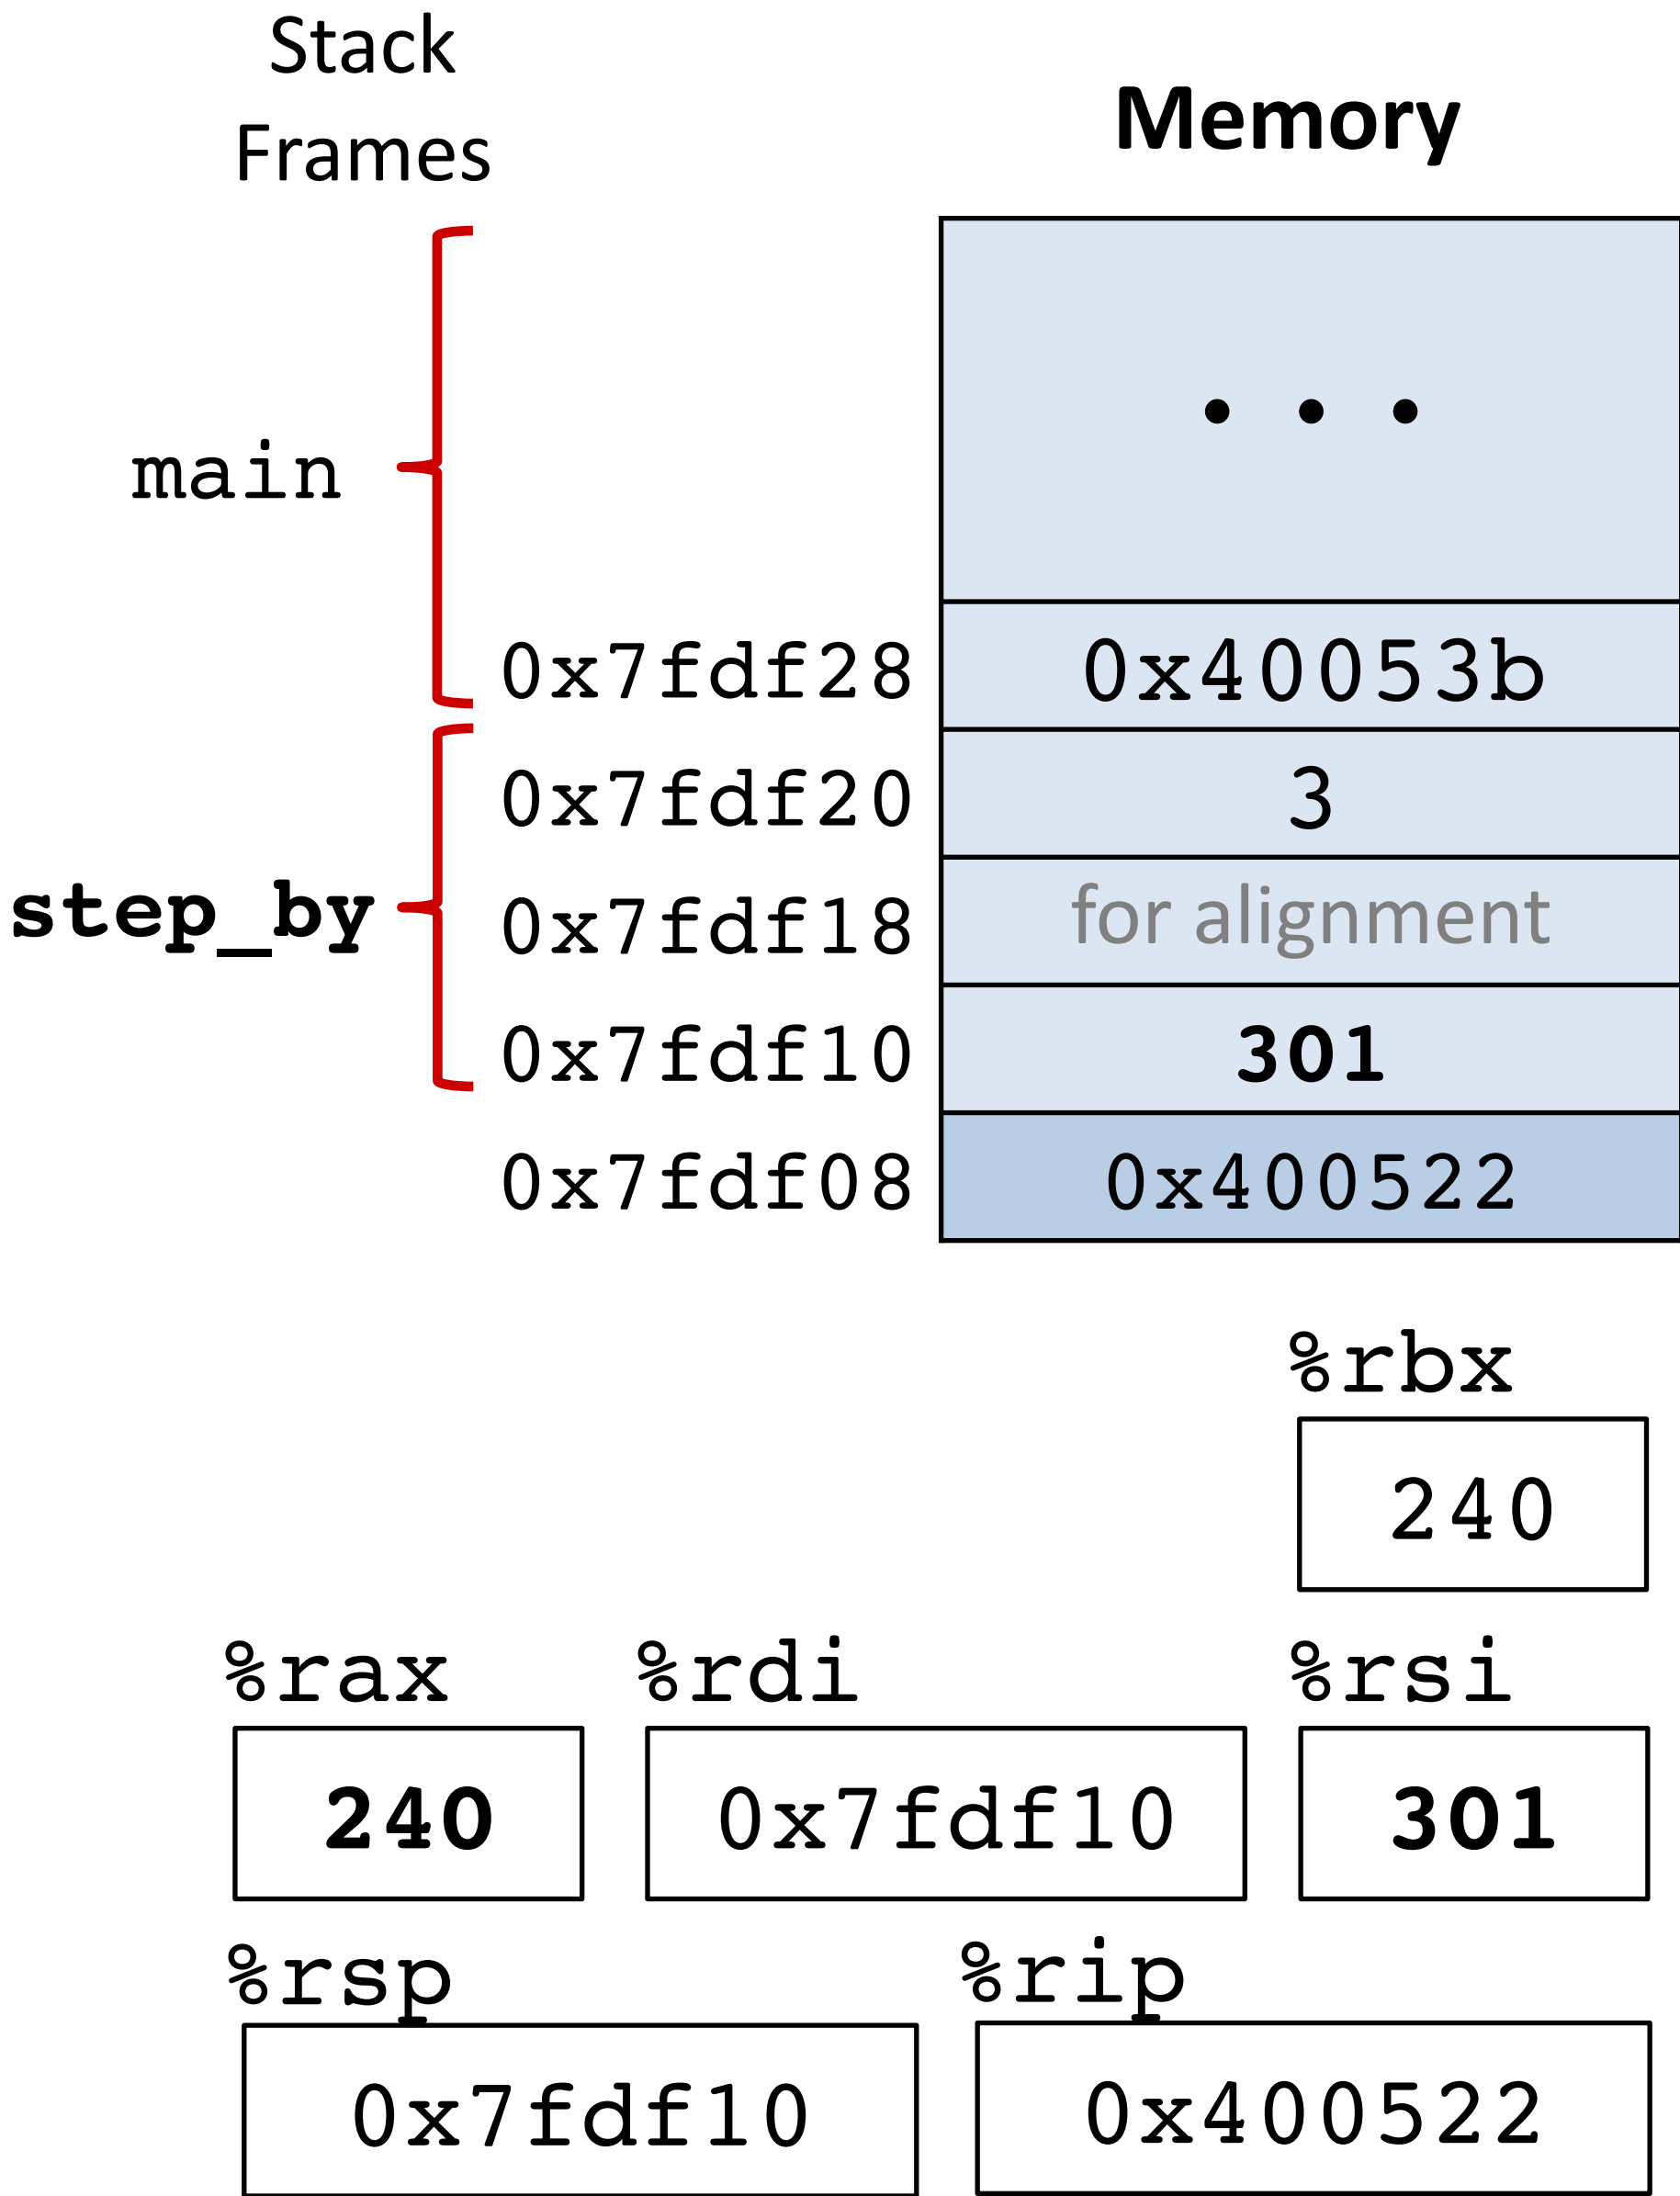 Stack
Frames
Memory
. . .
main
0x7fdf28 0x40053b
0x7fdf20 3
step_by 0x7fdf18 for alignment
0x7fdf10 301
0x7fdf08 0x400522
%rbx
240
%rax %rdi %rsi
240 0x7fdf10 301
%rsp %rip
0x7fdf10 0x400522